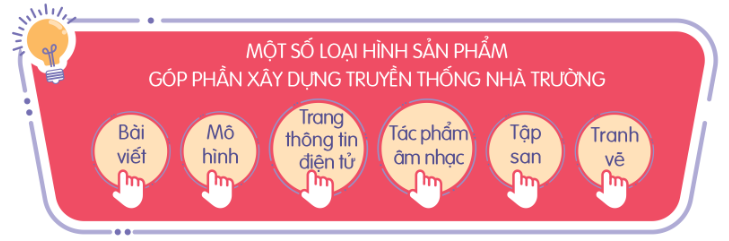 MỘT SỐ LOẠI HÌNH SẢN PHẨM
GÓP PHẦN XÂY DỰNG TRUYỀN THỐNG NHÀ TRƯỜNG
Bài
viết
Mô
hình
Trang
thông tin
điện tử
Tác phẩm
âm nhạc
Tập
san
Tranh
vẽ